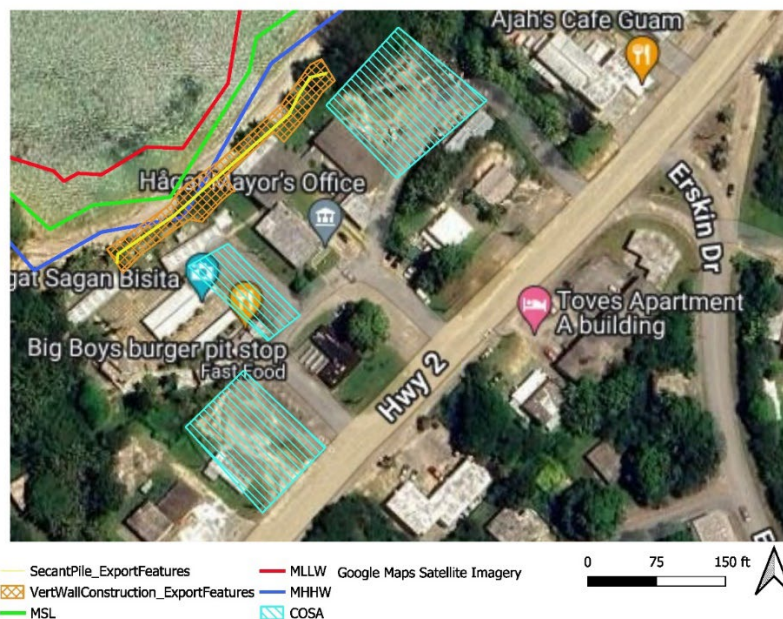 Ajah's Cafe Guam
Hågat Mayor's Office
Erskin Dr
gat Sagan Bisita
Toves Apartment
A building
Big Boys burger pit stop
Fast Food
Hwy 2
E
SecantPile_ExportFeatures
MLLW
Google Maps Satellite Imagery
0 75 150 ft
VertWallConstruction_ExportFeatures
MHHW
MSL
COSA